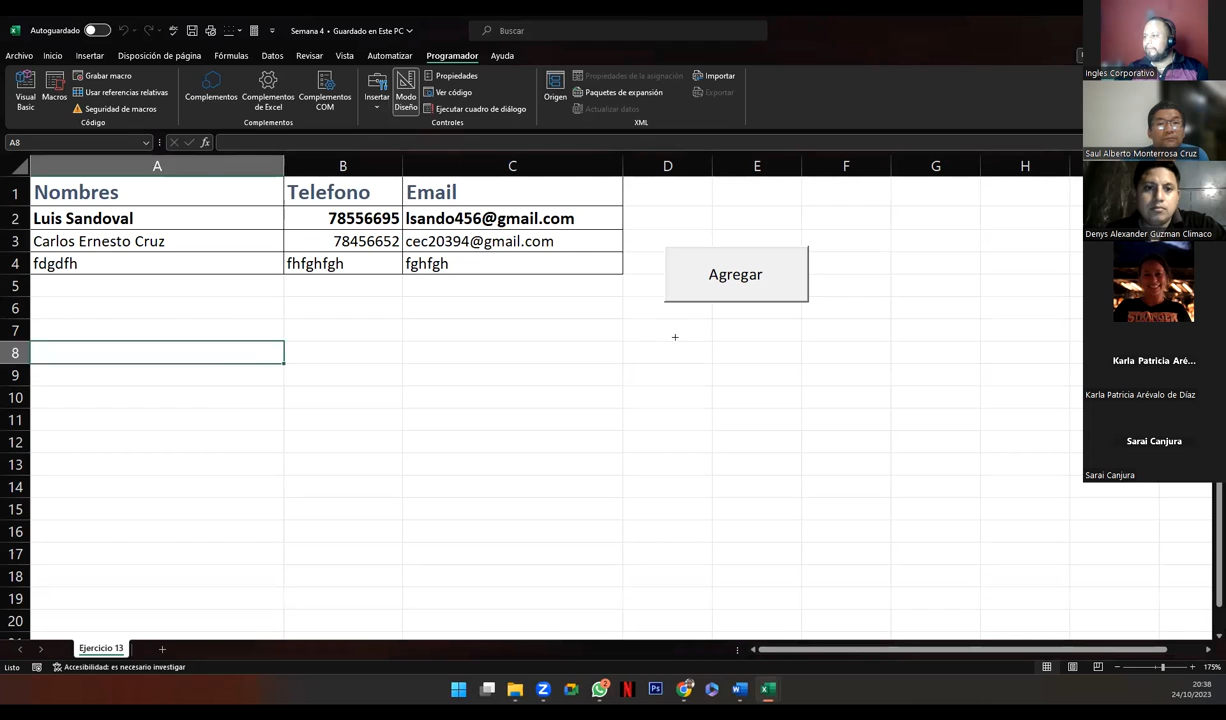 Autoguardado
Semana 4 • Guardado en Este PC
Buscar
Archivo Inicio Insertar Disposición de página Fórmulas Datos Revisar Vista Automatizar Programador Ayuda
Visual Basic
Macros
Grabar macro
Usar referencias relativas
Seguridad de macros
Código
Complementos
Complementos de Excel
Complementos COM
Complementos
Insertar
Modo Diseño
Propiedades
Ver código
Ejecutar cuadro de diálogo
Controles
Origen
Propiedades de la asignación
Paquetes de expansión
Actualizar datos
Importar
Exportar
XML
A8
fx
A B C D E F G H
1 Nombres Telefono Email
2 Luis Sandoval 78556695 lsando456@gmail.com
3 Carlos Ernesto Cruz 78456652 cec20394@gmail.com
4 fdgdfh fhfghfgh fghfgh
Agregar
5
6
7
8
9
10
11
12
13
14
15
16
17
18
19
20
Ejercicio 13
Listo
Accesibilidad: es necesario investigar
175%
20:38
24/10/2023
Ingles Corporativo
Saul Alberto Monterrosa Cruz
Denys Alexander Guzman Climaco
STRANGER
Karla Patricia Aré...
Karla Patricia Arévalo de Díaz
Sarai Canjura
Sarai Canjura